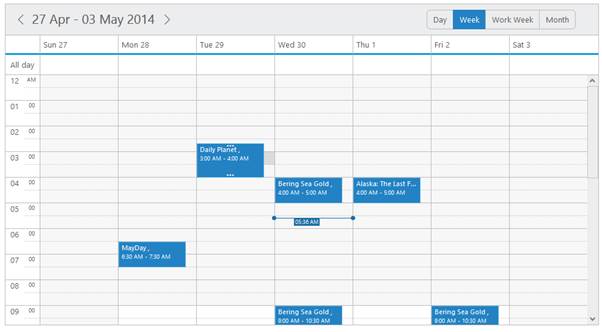 27 Apr - 03 May 2014
Day Week Work Week Month
Sun 27 Mon 28 Tue 29 Wed 30 Thu 1 Fri 2 Sat 3
All day
12 AM
01 00
02 00
Daily Planet ,
3:00 AM - 4:00 AM
03 00
04 00
Bering Sea Gold ,
4:00 AM - 5:00 AM
Alaska: The Last F...
4:00 AM - 5:00 AM
05 00
05:36 AM
06 00
MayDay ,
6:30 AM - 7:30 AM
07 00
08 00
09 00
Bering Sea Gold ,
9:00 AM - 10:30 AM
Bering Sea Gold ,
9:00 AM - 10:30 AM